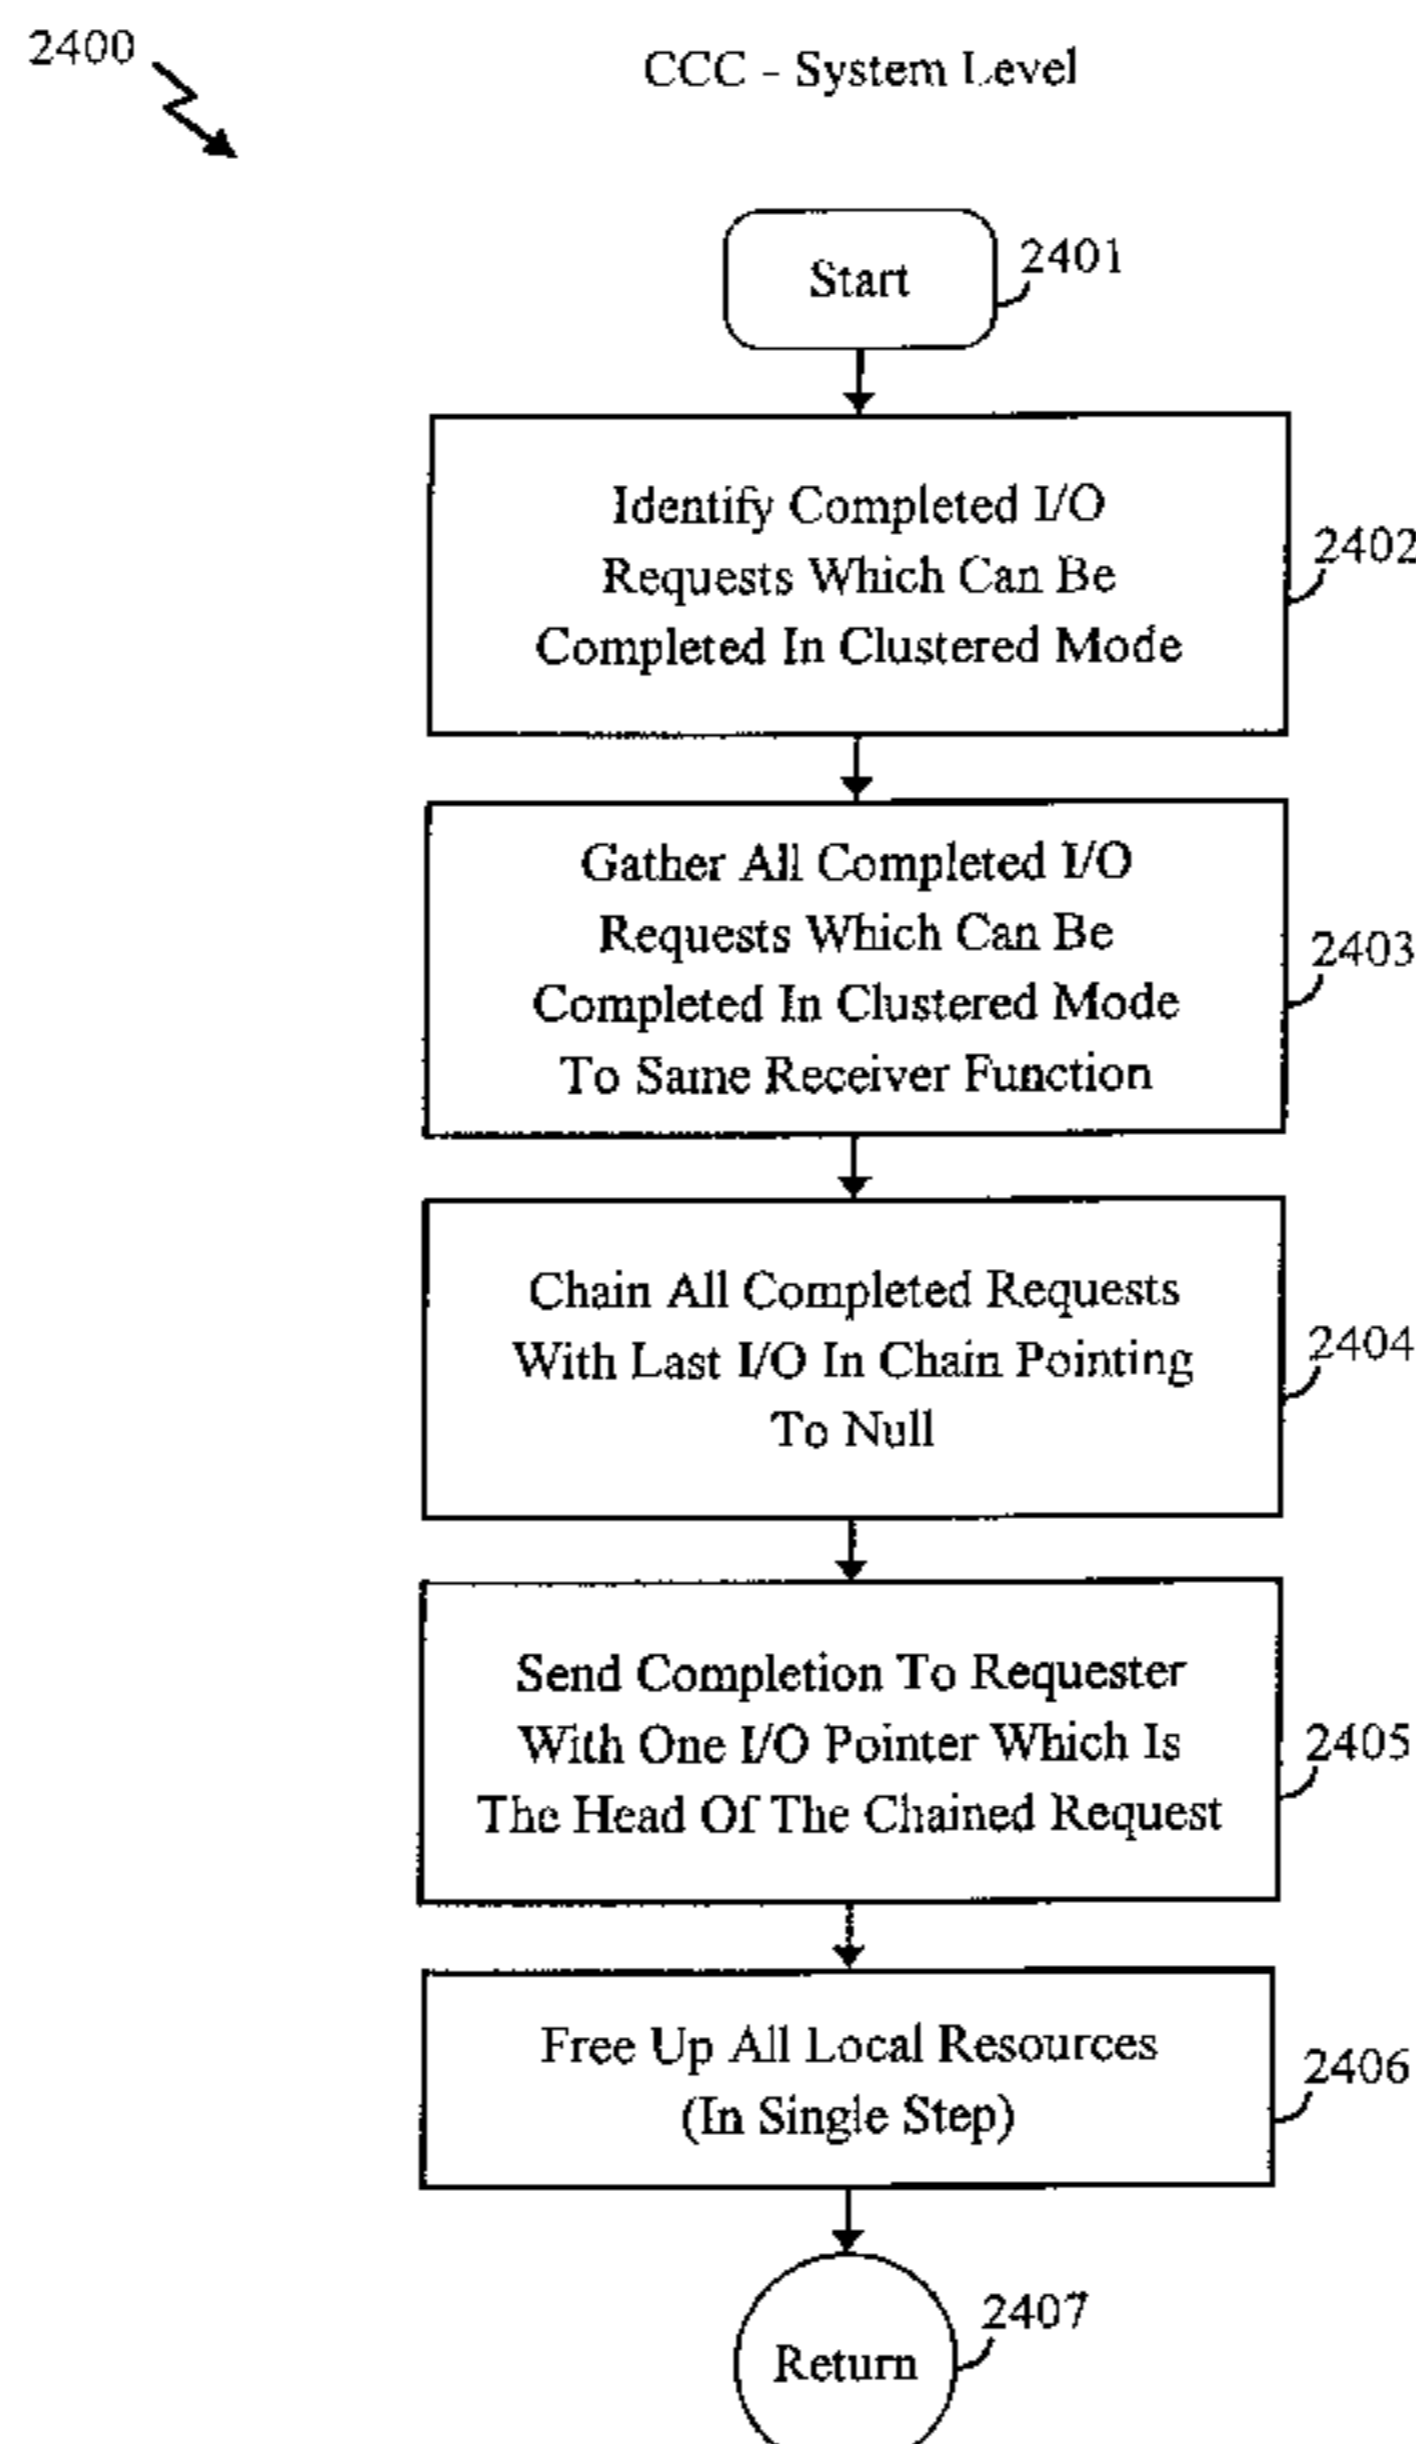 2400
CCC - System Level
Start
2401
Identify Completed I/O
Requests Which Can Be
Completed In Clustered Mode
2402
Gather All Completed I/O
Requests Which Can Be
Completed In Clustered Mode
To Same Receiver Function
2403
Chain All Completed Requests
With Last I/O In Chain Pointing
To Null
2404
Send Completion To Requester
With One I/O Pointer Which Is
The Head Of The Chained Request
2405
Free Up All Local Resources
(In Single Step)
2406
Return
2407